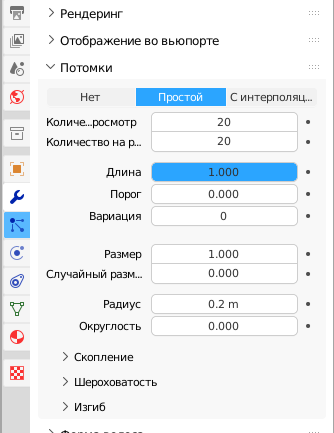 Рендеринг
Отображение во вьюпорте
Потомки
Нет Простой С интерполяц...
Количе...росмотр 20
Количество на р... 20
Длина 1.000
Порог 0.000
Вариация 0
Размер 1.000
Случайный разм... 0.000
Радиус 0.2 m
Округлость 0.000
Скопление
Шероховатость
Изгиб